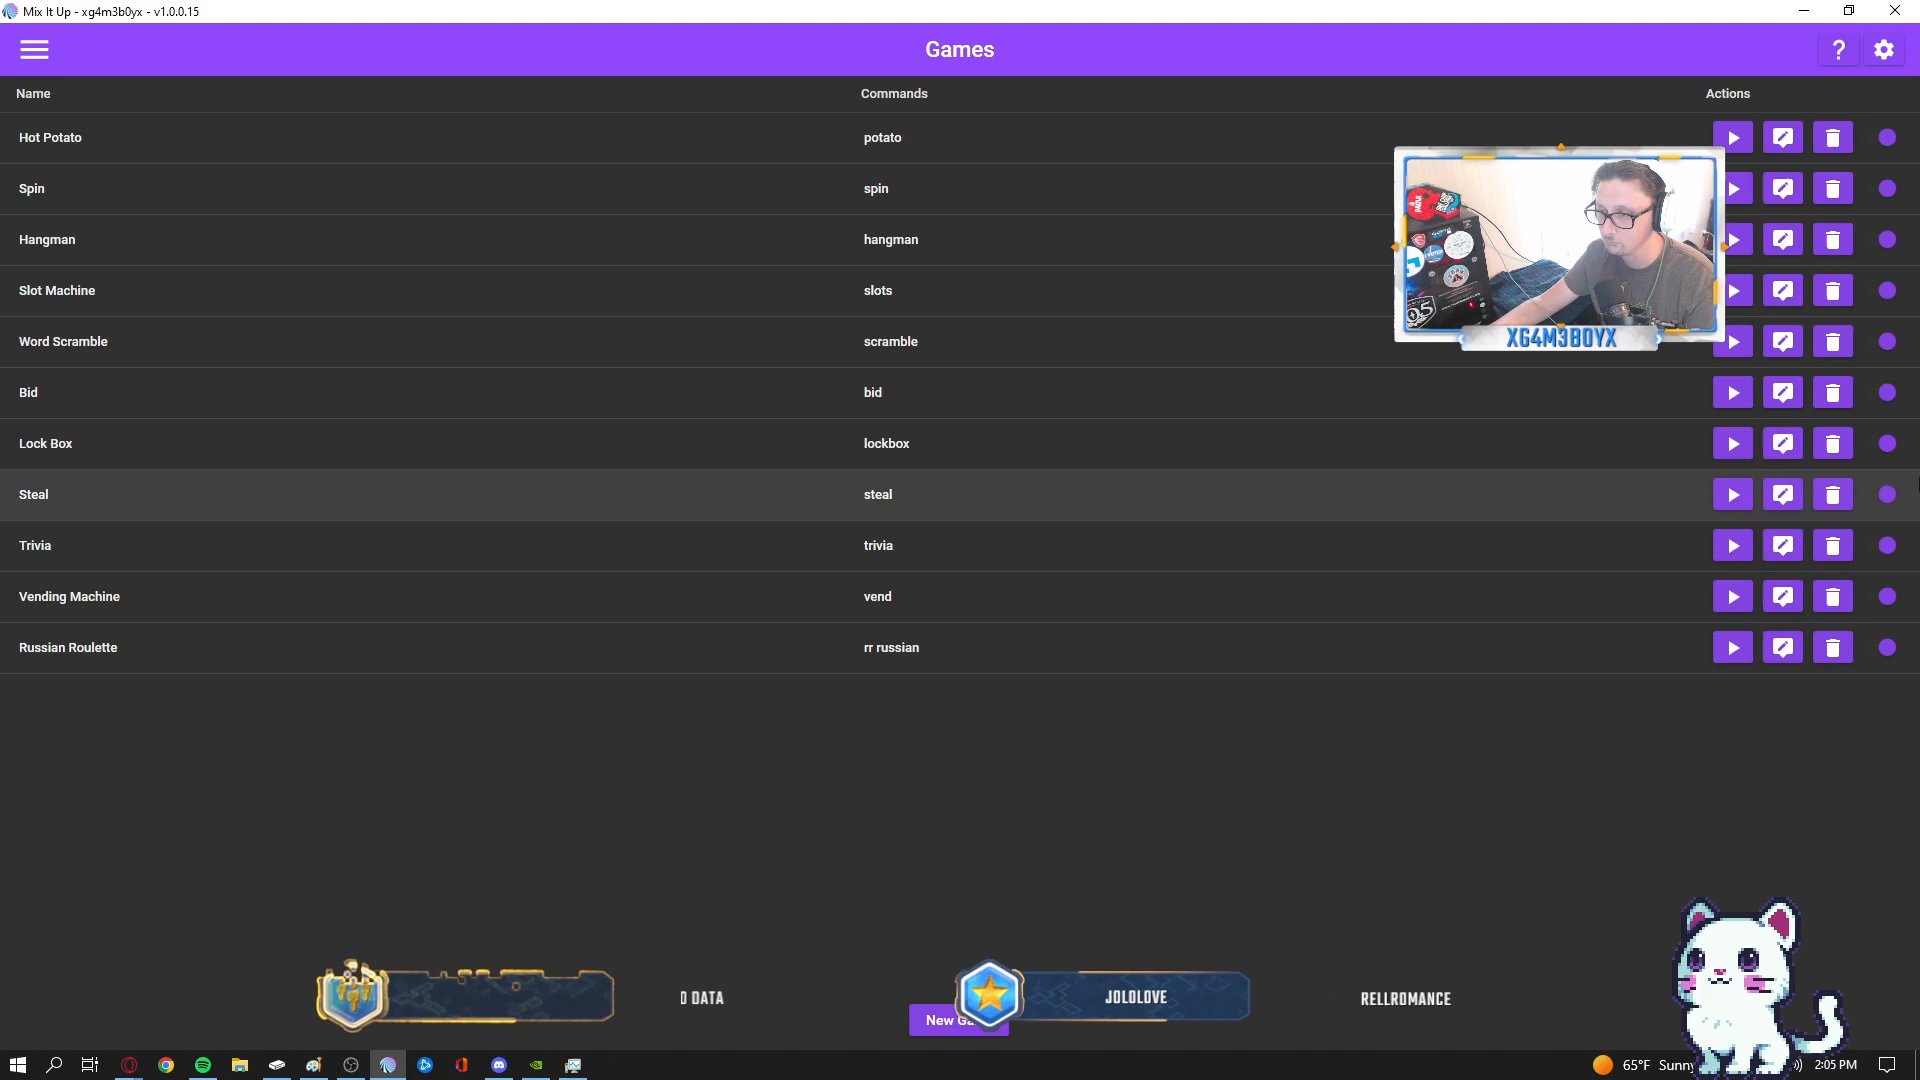 Mix It Up - xg4m3b0yx - v1.0.0.15
Games
?
Name Commands Actions
Hot Potato potato
Spin spin
Hangman hangman
Slot Machine slots
Word Scramble scramble
Bid bid
Lock Box lockbox
Steal steal
Trivia trivia
Vending Machine vend
Russian Roulette rr russian
XG4M3B0YX
DATA
JOLOLOVE
RELLROMANCE
New
65°F Sunny
2:05 PM